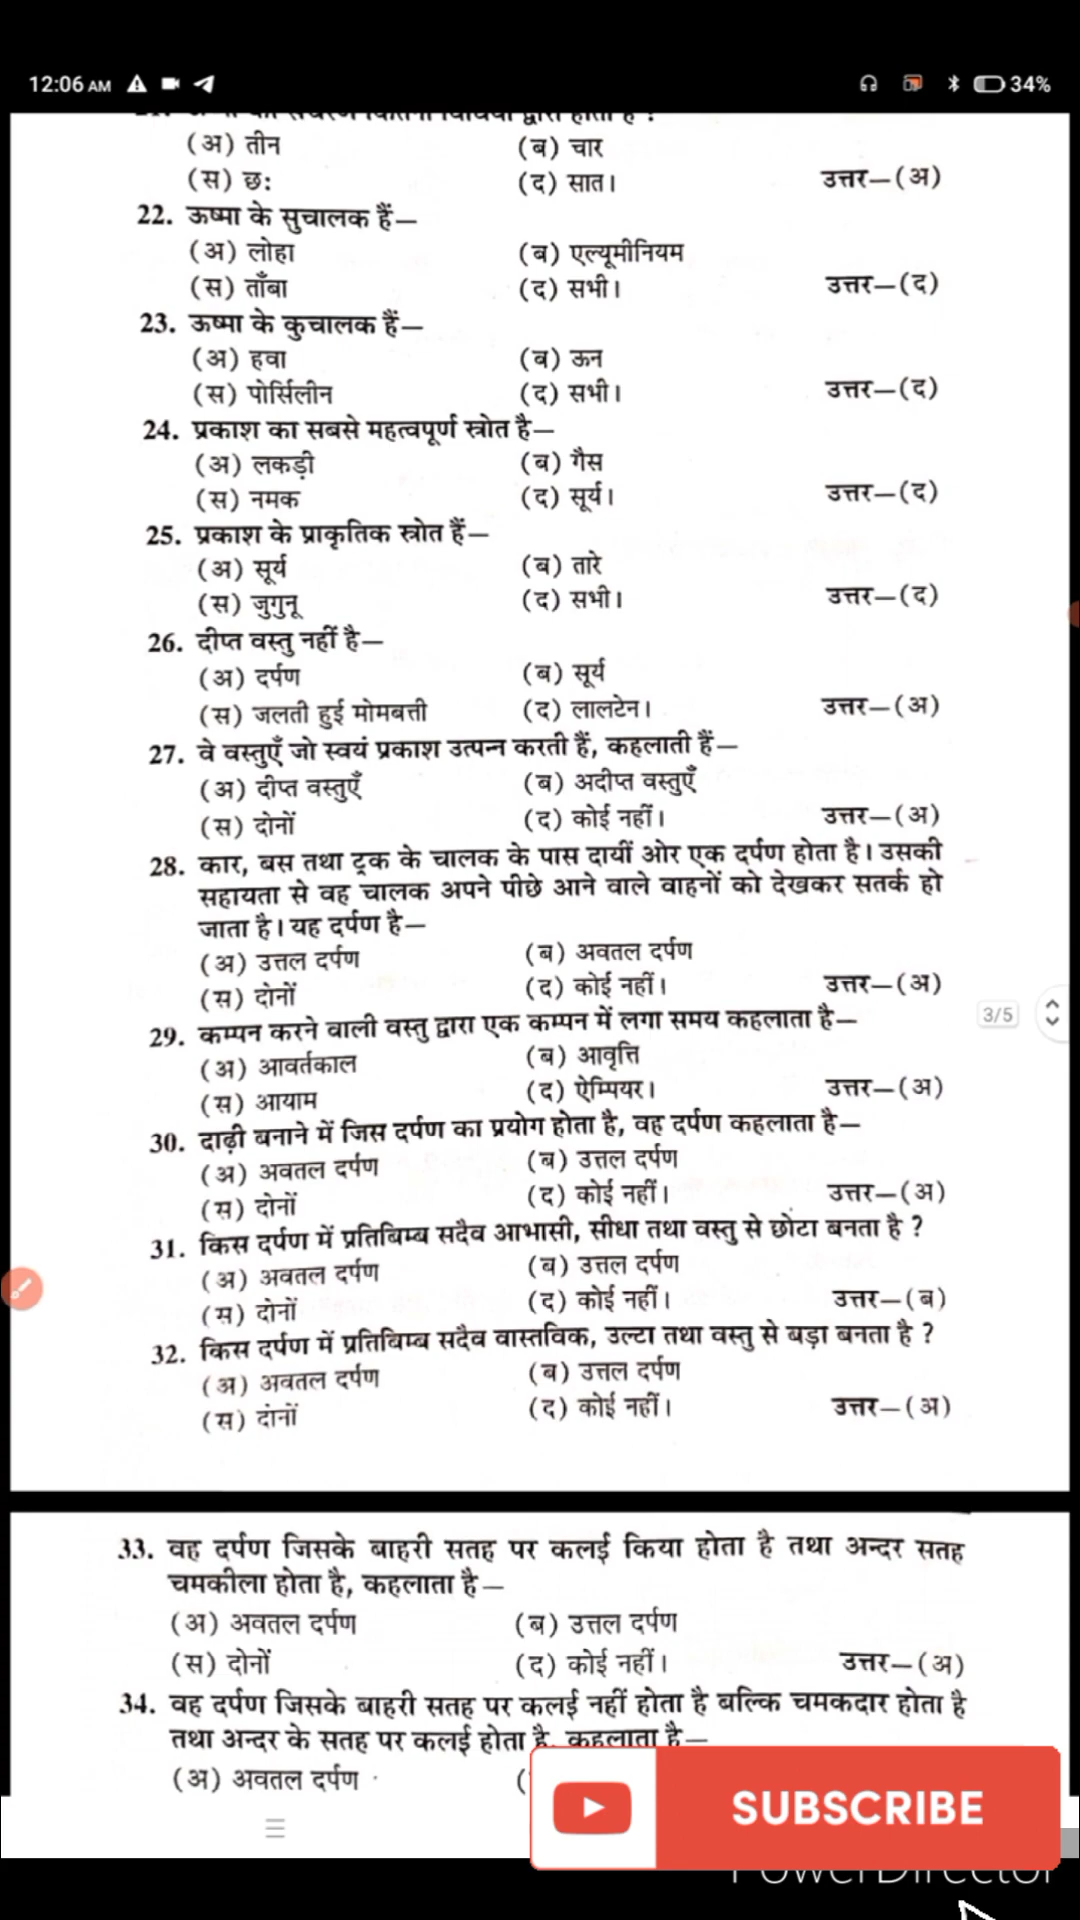 12:06 AM 34%
द्वारा होता है ?
(अ) तीन (ब) चार
(स) छः (द) सात। उत्तर—(अ)
22. ऊष्मा के सुचालक हैं—
(अ) लोहा (ब) एल्यूमीनियम
(स) ताँबा (द) सभी। उत्तर—(द)
23. ऊष्मा के कुचालक हैं—
(अ) हवा (ब) ऊन
(स) पोर्सिलीन (द) सभी। उत्तर—(द)
24. प्रकाश का सबसे महत्वपूर्ण स्त्रोत है—
(अ) लकड़ी (ब) गैस
(स) नमक (द) सूर्य। उत्तर—(द)
25. प्रकाश के प्राकृतिक स्त्रोत हैं—
(अ) सूर्य (ब) तारे
(स) जुगुनू (द) सभी। उत्तर—(द)
26. दीप्त वस्तु नहीं है—
(अ) दर्पण (ब) सूर्य
(स) जलती हुई मोमबत्ती (द) लालटेन। उत्तर—(अ)
27. वे वस्तुएँ जो स्वयं प्रकाश उत्पन्न करती हैं, कहलाती हैं—
(अ) दीप्त वस्तुएँ (ब) अदीप्त वस्तुएँ
(स) दोनों (द) कोई नहीं। उत्तर—(अ)
28. कार, बस तथा ट्रक के चालक के पास दायीं ओर एक दर्पण होता है। उसकी
सहायता से वह चालक अपने पीछे आने वाले वाहनों को देखकर सतर्क हो
जाता है। यह दर्पण है—
(अ) उत्तल दर्पण (ब) अवतल दर्पण
(स) दोनों (द) कोई नहीं। उत्तर—(अ)
3/5
29. कम्पन करने वाली वस्तु द्वारा एक कम्पन में लगा समय कहलाता है—
(अ) आवर्तकाल (ब) आवृत्ति
(स) आयाम (द) ऐम्पियर। उत्तर—(अ)
30. दाढ़ी बनाने में जिस दर्पण का प्रयोग होता है, वह दर्पण कहलाता है—
(अ) अवतल दर्पण (ब) उत्तल दर्पण
(स) दोनों (द) कोई नहीं। उत्तर—(अ)
31. किस दर्पण में प्रतिबिम्ब सदैव आभासी, सीधा तथा वस्तु से छोटा बनता है ?
(अ) अवतल दर्पण (ब) उत्तल दर्पण
(स) दोनों (द) कोई नहीं। उत्तर—(ब)
32. किस दर्पण में प्रतिबिम्ब सदैव वास्तविक, उल्टा तथा वस्तु से बड़ा बनता है ?
(अ) अवतल दर्पण (ब) उत्तल दर्पण
(स) दोनों (द) कोई नहीं। उत्तर—(अ)
33. वह दर्पण जिसके बाहरी सतह पर कलई किया होता है तथा अन्दर सतह
चमकीला होता है, कहलाता है—
(अ) अवतल दर्पण (ब) उत्तल दर्पण
(स) दोनों (द) कोई नहीं। उत्तर—(अ)
34. वह दर्पण जिसके बाहरी सतह पर कलई नहीं होता है बल्कि चमकदार होता है
तथा अन्दर के सतह पर कलई होता है, कहलाता है—
(अ) अवतल दर्पण (
SUBSCRIBE
PowerDirector